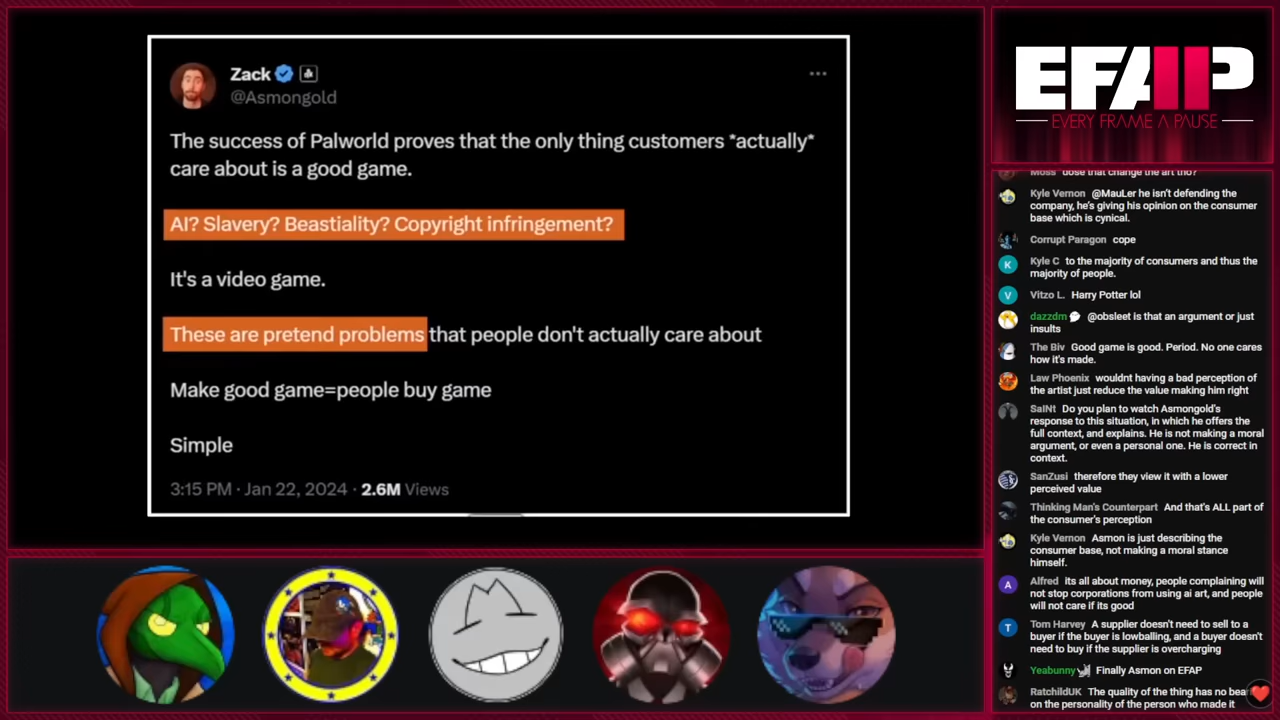 Zack
@Asmongold
The success of Palworld proves that the only thing customers *actually*
care about is a good game.
AI? Slavery? Beastiality? Copyright infringement?
It's a video game.
These are pretend problems that people don't actually care about
Make good game=people buy game
Simple
3:15 PM · Jan 22, 2024 · 2.6M Views
EFAP
EVERY FRAME A PAUSE
Moss dose that change the art tho?
Kyle Vernon @MauLer he isn't defending the
company, he's giving his opinion on the consumer
base which is cynical.
Corrupt Paragon cope
K
Kyle C to the majority of consumers and thus the
majority of people.
V
Vitzo L. Harry Potter lol
dazzdm @obsleet is that an argument or just
insults
The Biv Good game is good. Period. No one cares
how it's made.
Law Phoenix wouldnt having a bad perception of
the artist just reduce the value making him right
SaINt Do you plan to watch Asmongold's
response to this situation, in which he offers the
full context, and explains. He is not making a moral
argument, or even a personal one. He is correct in
context.
SanZusi therefore they view it with a lower
perceived value
Thinking Man's Counterpart And that's ALL part of
the consumer's perception
Kyle Vernon Asmon is just describing the
consumer base, not making a moral stance
himself.
A
Alfred its all about money, people complaining will
not stop corporations from using ai art, and people
will not care if its good
T
Tom Harvey A supplier doesn't need to sell to a
buyer if the buyer is lowballing, and a buyer doesn't
need to buy if the supplier is overcharging
Yeabunny Finally Asmon on EFAP
RatchildUK The quality of the thing has no
on the personality of the person who made it